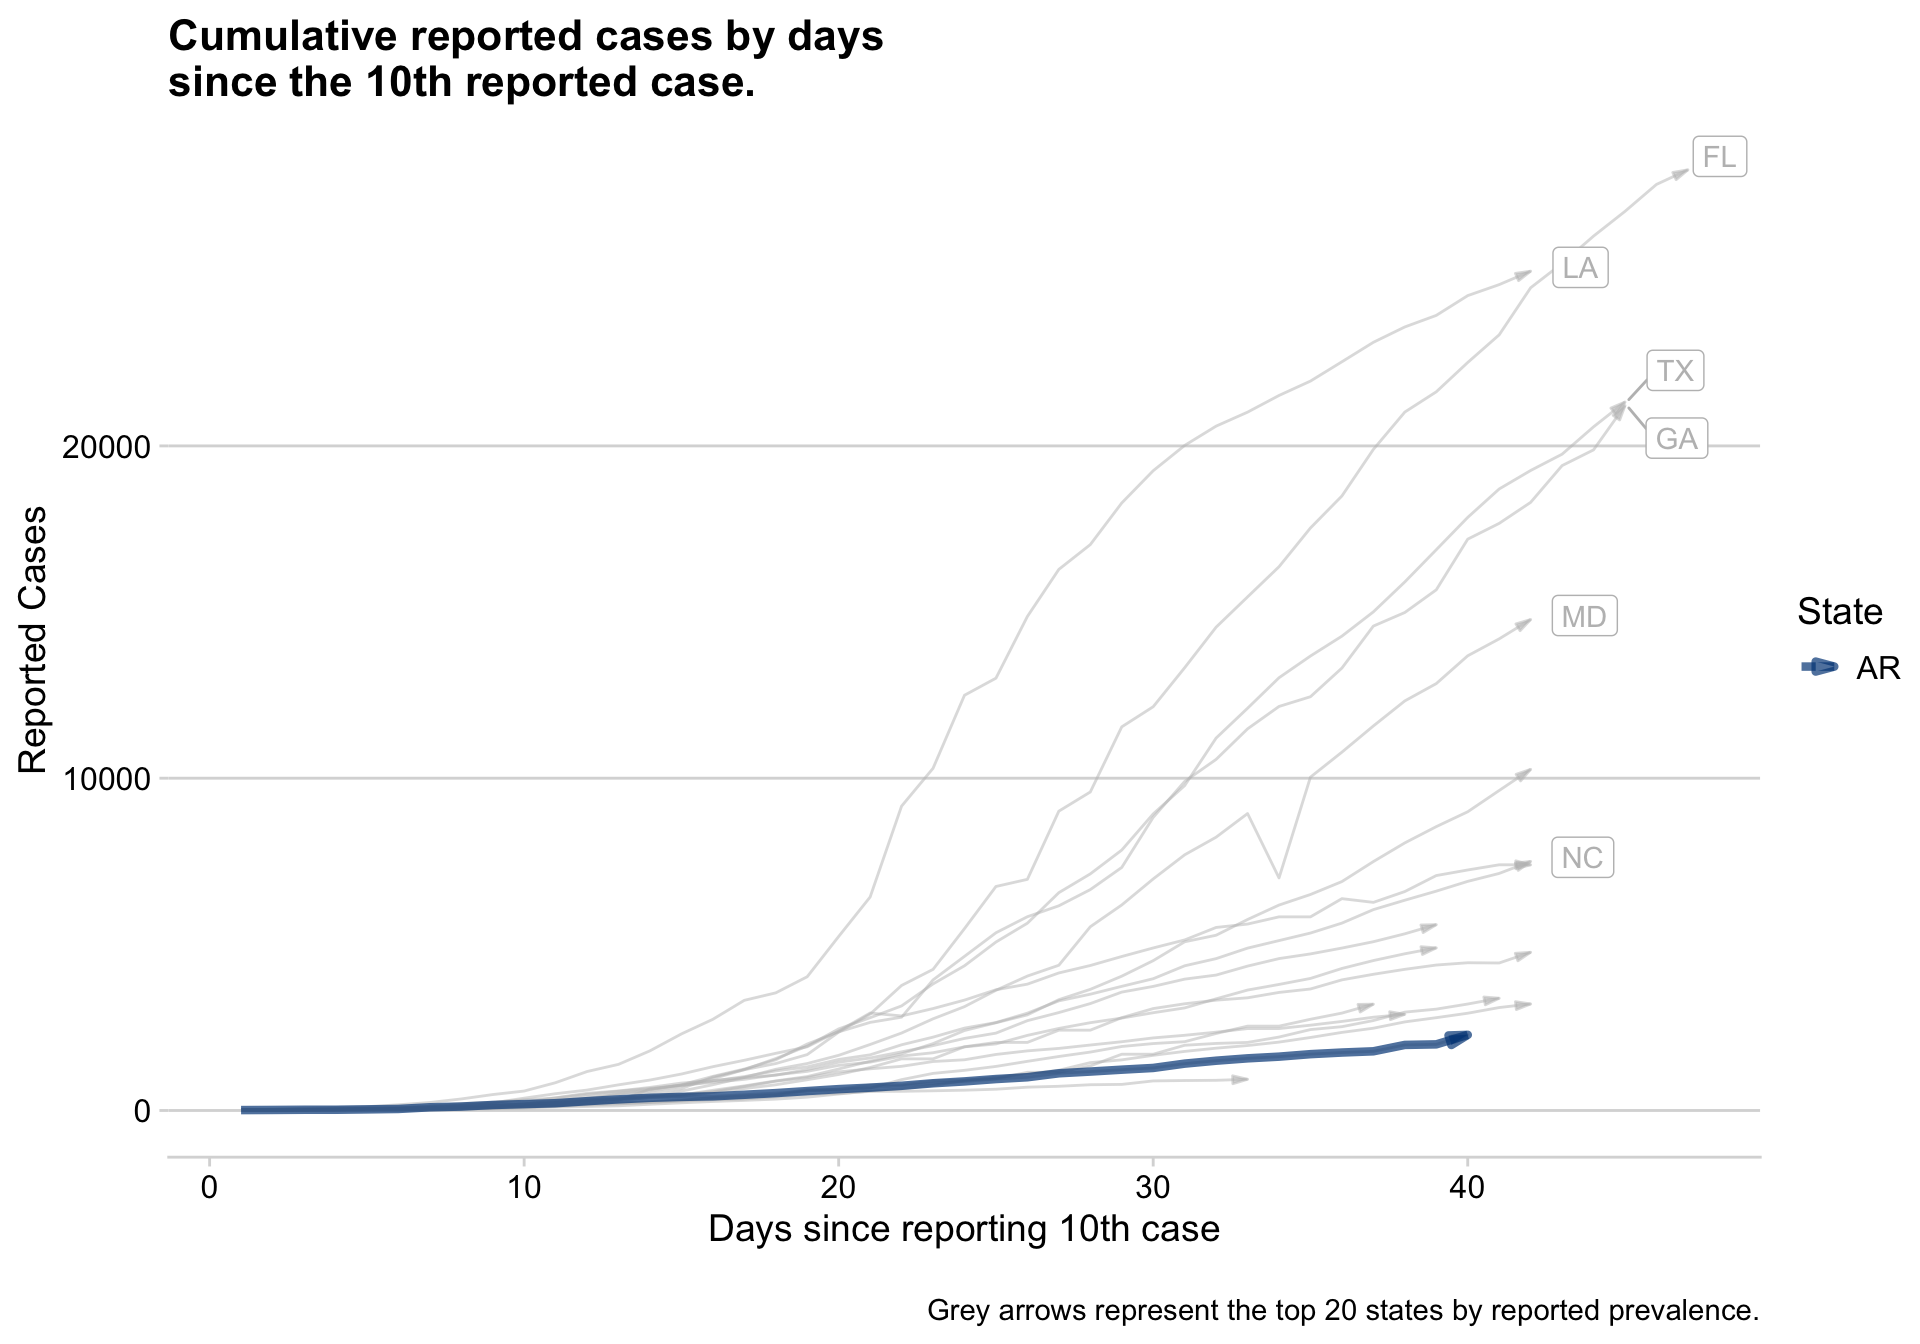 Cumulative reported cases by days
since the 10th reported case.
FL
LA
TX
GA
20000
MD
10000
NC
0
Reported Cases
0 10 20 30 40
Days since reporting 10th case
State
AR
Grey arrows represent the top 20 states by reported prevalence.